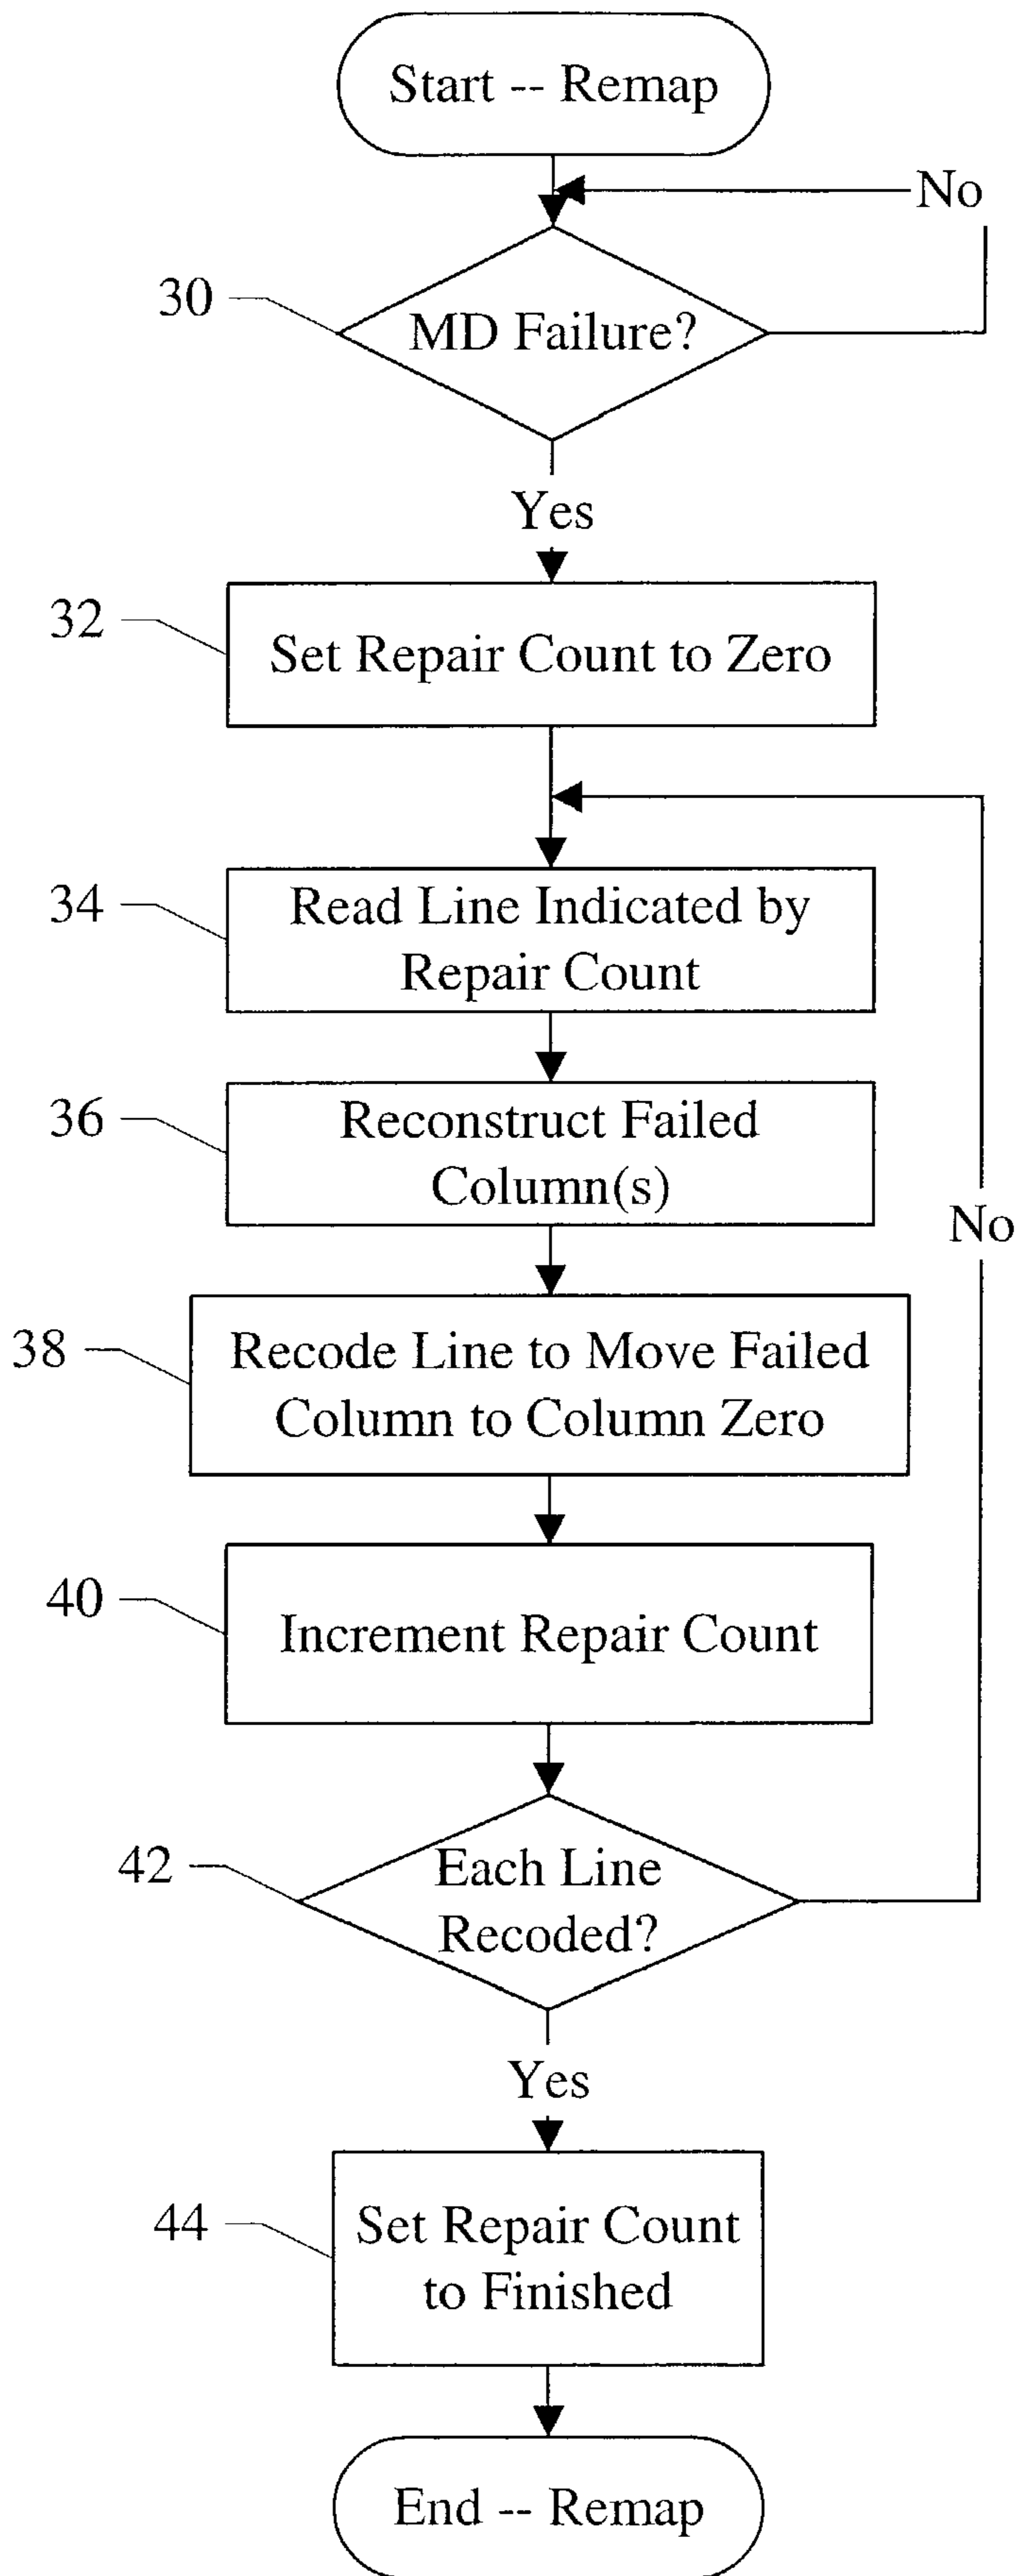 Start -- Remap
No
30
MD Failure?
Yes
32
Set Repair Count to Zero
34
Read Line Indicated by
Repair Count
36
Reconstruct Failed
Column(s)
No
38
Recode Line to Move Failed
Column to Column Zero
40
Increment Repair Count
42
Each Line
Recoded?
Yes
44
Set Repair Count
to Finished
End -- Remap